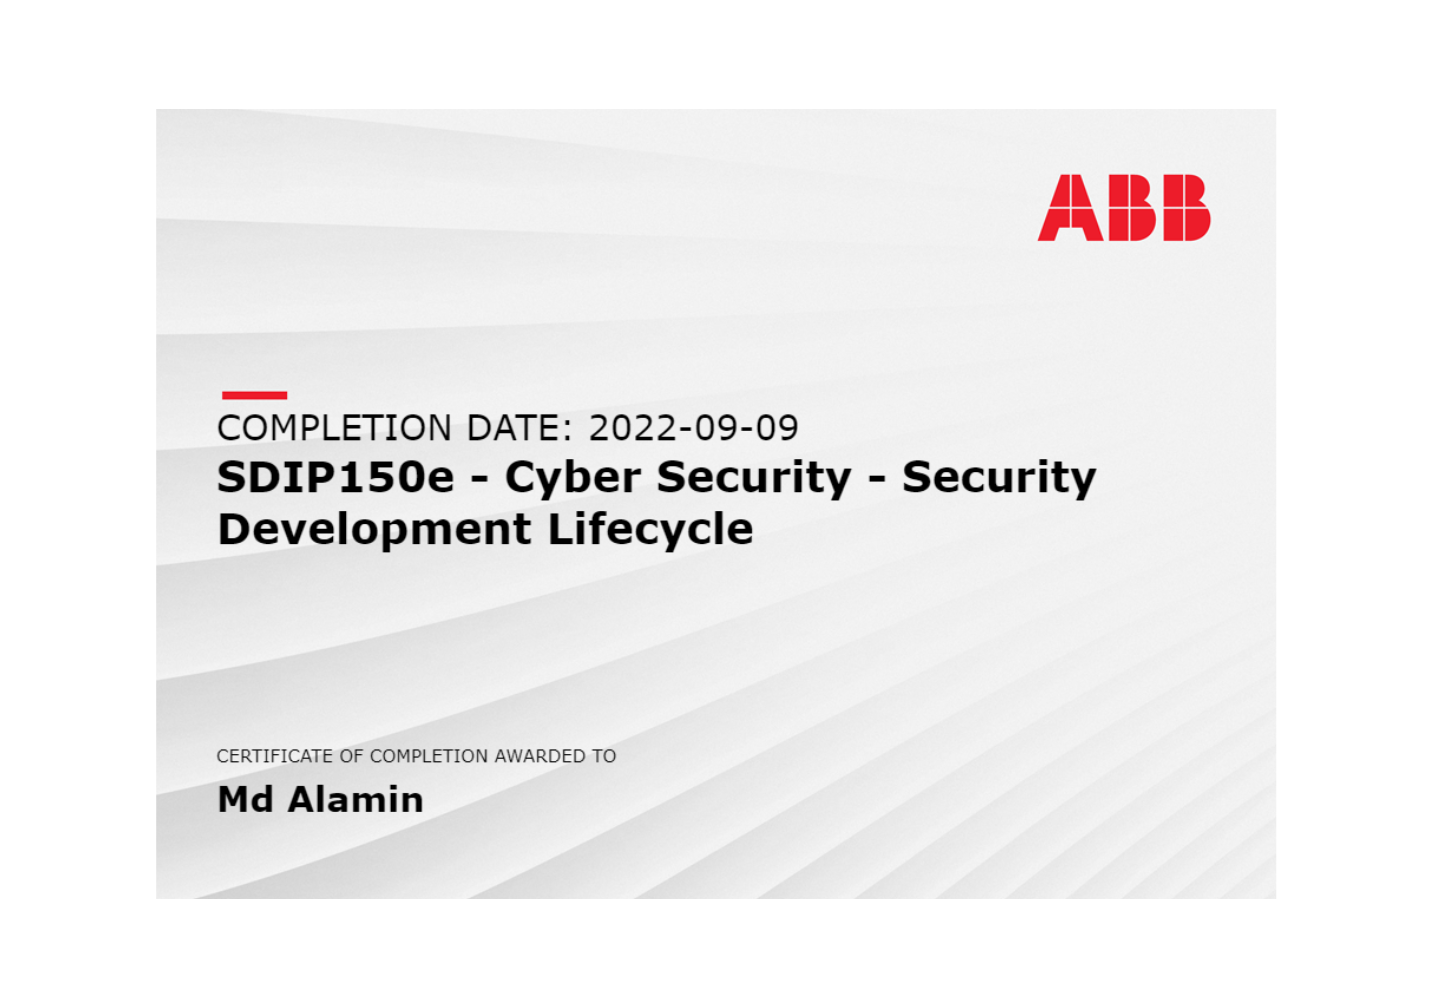 ABB
COMPLETION DATE: 2022-09-09
SDIP150e - Cyber Security - Security
Development Lifecycle
CERTIFICATE OF COMPLETION AWARDED TO
Md Alamin